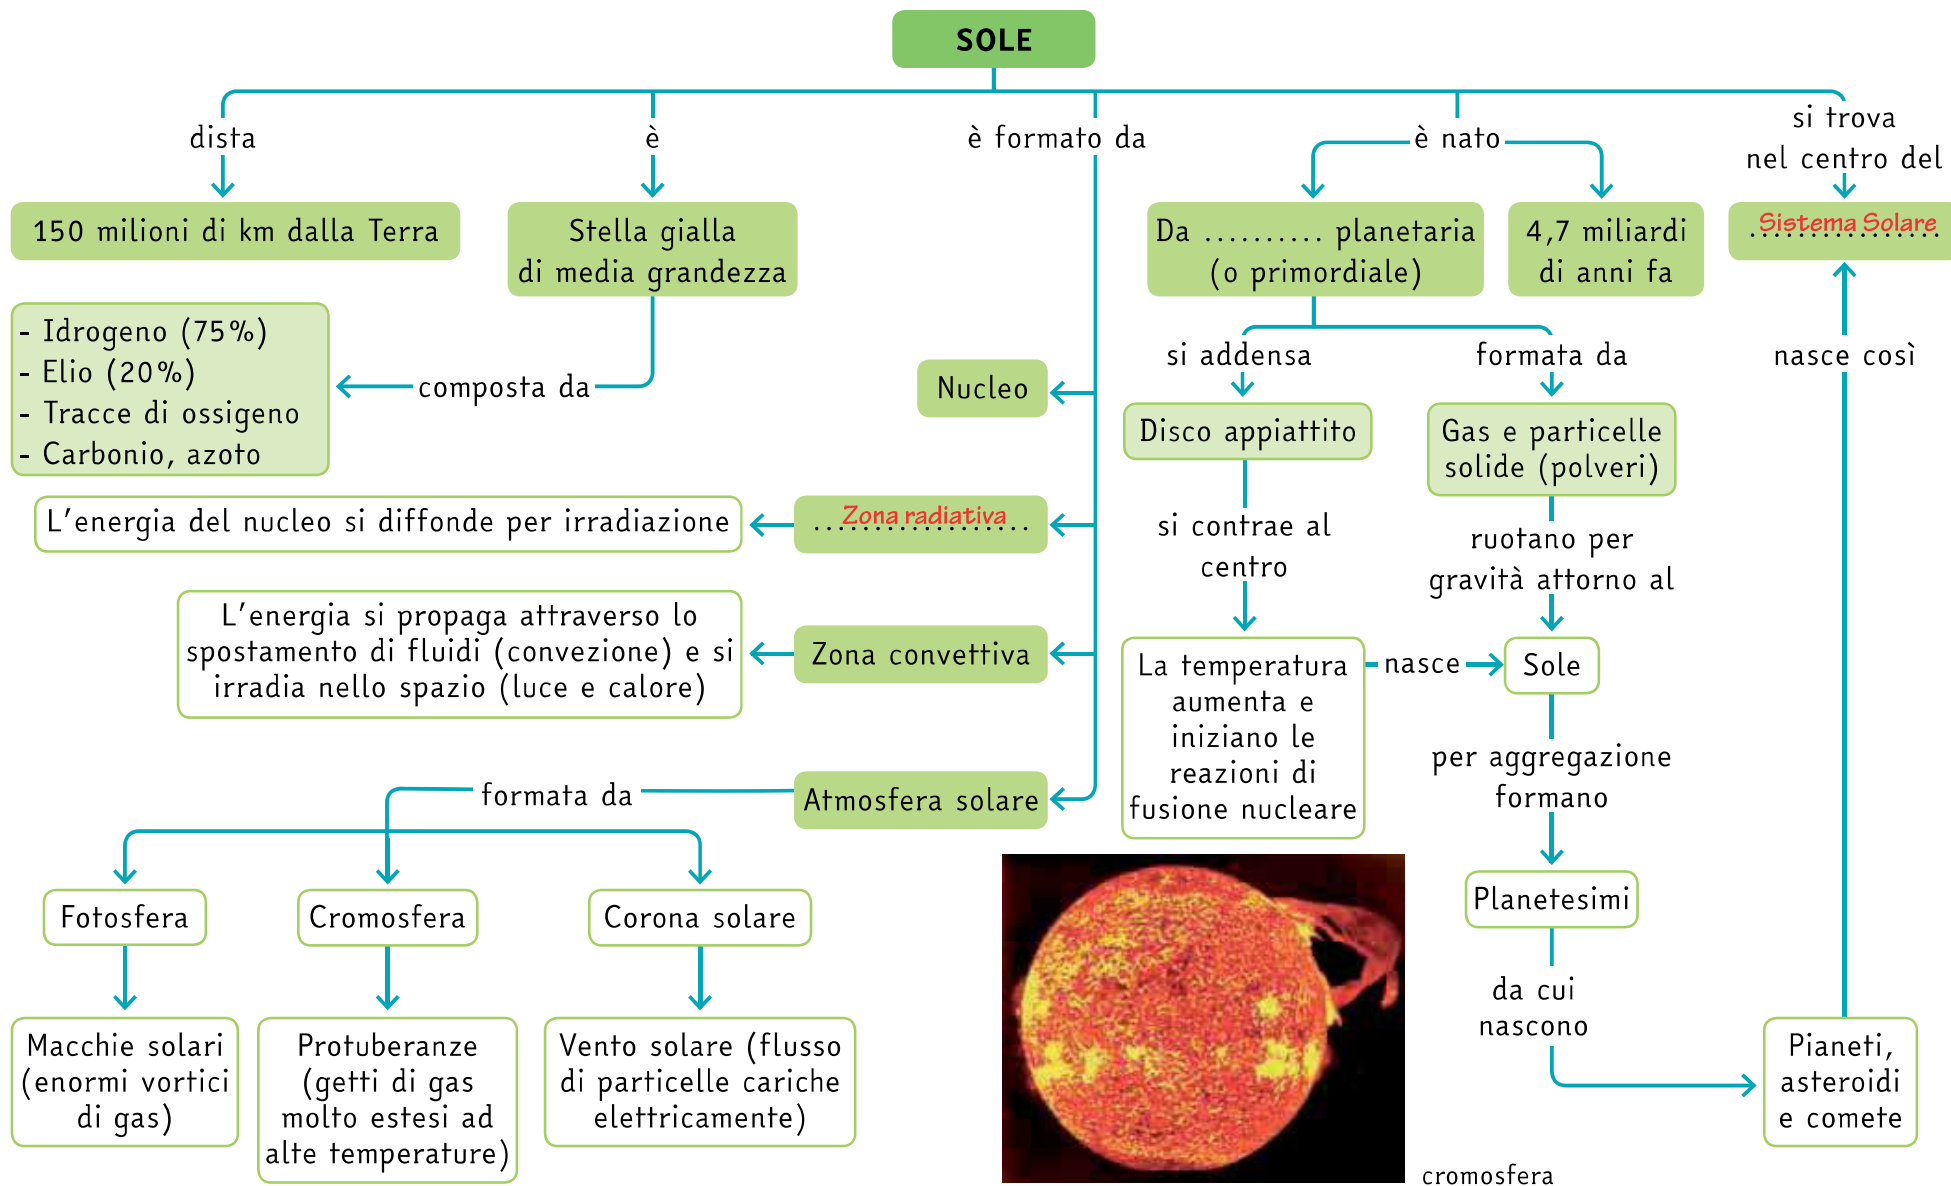 SOLE
dista
è
è formato da
è nato
si trova
nel centro del
150 milioni di km dalla Terra
Stella gialla
di media grandezza
Da .......... planetaria
(o primordiale)
4,7 miliardi
di anni fa
Sistema Solare
................
- Idrogeno (75%)
- Elio (20%)
- Tracce di ossigeno
- Carbonio, azoto
composta da
Nucleo
si addensa
formata da
nasce così
Disco appiattito
Gas e particelle
solide (polveri)
L'energia del nucleo si diffonde per irradiazione
Zona radiativa
..................
si contrae al
centro
ruotano per
gravità attorno al
L'energia si propaga attraverso lo
spostamento di fluidi (convezione) e si
irradia nello spazio (luce e calore)
Zona convettiva
La temperatura
aumenta e
iniziano le
reazioni di
fusione nucleare
nasce
Sole
per aggregazione
formano
formata da
Atmosfera solare
Planetesimi
Fotosfera
Cromosfera
Corona solare
da cui
nascono
Macchie solari
(enormi vortici
di gas)
Protuberanze
(getti di gas
molto estesi ad
alte temperature)
Vento solare (flusso
di particelle cariche
elettricamente)
Pianeti,
asteroidi
e comete
cromosfera